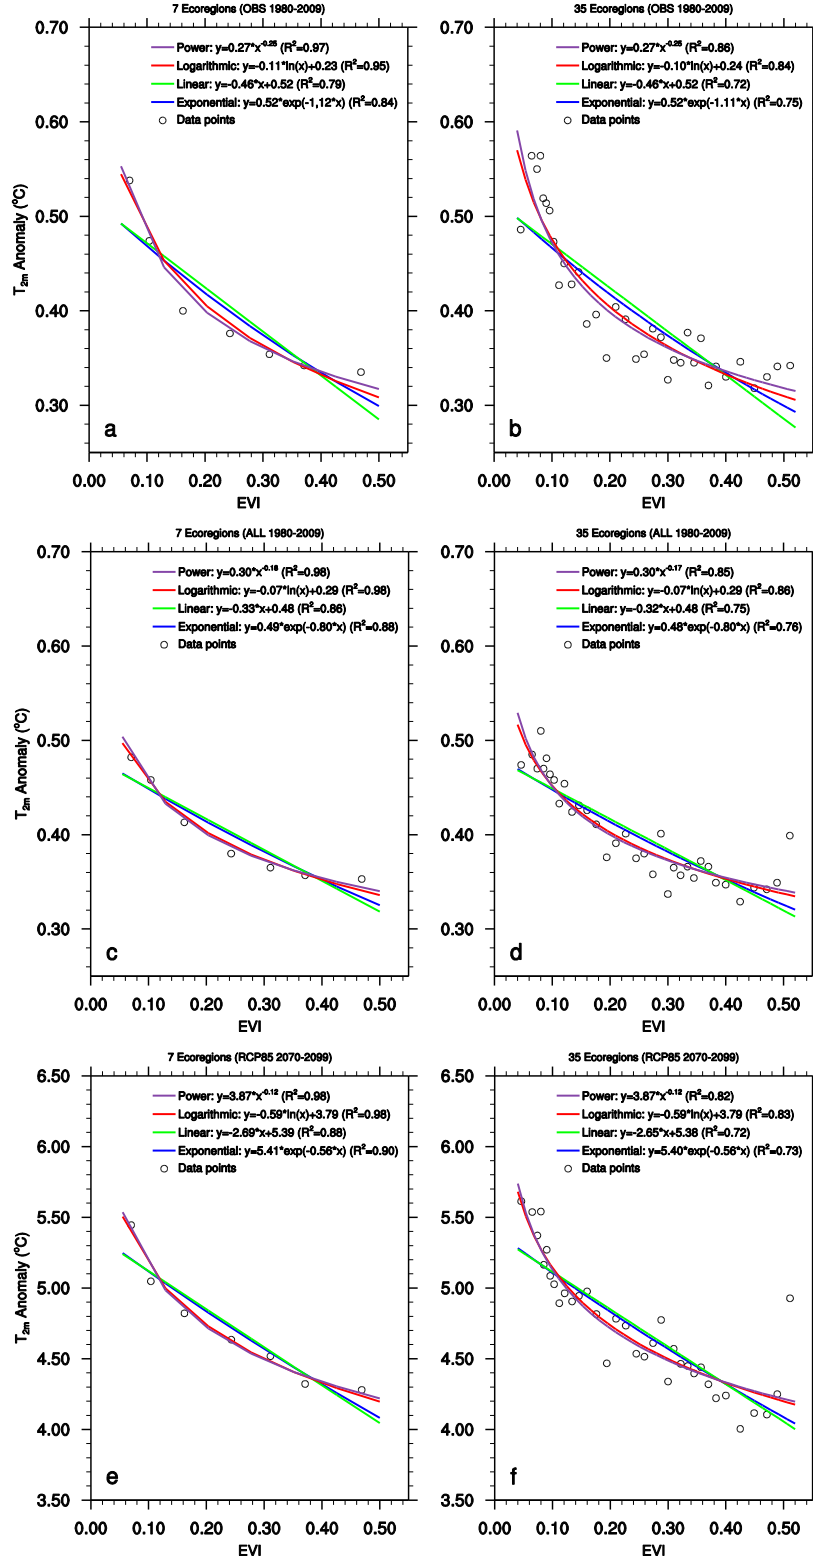 7 Ecoregions (OBS 1980-2009)
0.70
Power: y=0.27*x^-0.25 (R²=0.97)
Logarithmic: y=-0.11*ln(x)+0.23 (R²=0.95)
Linear: y=-0.46*x+0.52 (R²=0.79)
Exponential: y=0.52*exp(-1,12*x) (R²=0.84)
Data points
0.60
0.50
T2m Anomaly (°C)
0.40
0.30
a
0.00 0.10 0.20 0.30 0.40 0.50
EVI
35 Ecoregions (OBS 1980-2009)
0.70
Power: y=0.27*x^-0.25 (R²=0.86)
Logarithmic: y=-0.10*ln(x)+0.24 (R²=0.84)
Linear: y=-0.46*x+0.52 (R²=0.72)
Exponential: y=0.52*exp(-1.11*x) (R²=0.75)
Data points
0.60
0.50
0.40
0.30
b
0.00 0.10 0.20 0.30 0.40 0.50
EVI
7 Ecoregions (ALL 1980-2009)
0.70
Power: y=0.30*x^-0.18 (R²=0.98)
Logarithmic: y=-0.07*ln(x)+0.29 (R²=0.98)
Linear: y=-0.33*x+0.48 (R²=0.86)
Exponential: y=0.49*exp(-0.80*x) (R²=0.88)
Data points
0.60
0.50
T2m Anomaly (°C)
0.40
0.30
c
0.00 0.10 0.20 0.30 0.40 0.50
EVI
35 Ecoregions (ALL 1980-2009)
0.70
Power: y=0.30*x^-0.17 (R²=0.85)
Logarithmic: y=-0.07*ln(x)+0.29 (R²=0.86)
Linear: y=-0.32*x+0.48 (R²=0.75)
Exponential: y=0.48*exp(-0.80*x) (R²=0.76)
Data points
0.60
0.50
0.40
0.30
d
0.00 0.10 0.20 0.30 0.40 0.50
EVI
7 Ecoregions (RCP85 2070-2099)
6.50
Power: y=3.87*x^-0.12 (R²=0.98)
Logarithmic: y=-0.59*ln(x)+3.79 (R²=0.98)
Linear: y=-2.69*x+5.39 (R²=0.88)
Exponential: y=5.41*exp(-0.56*x) (R²=0.90)
Data points
6.00
5.50
T2m Anomaly (°C)
5.00
4.50
4.00
3.50
e
0.00 0.10 0.20 0.30 0.40 0.50
EVI
35 Ecoregions (RCP85 2070-2099)
6.50
Power: y=3.87*x^-0.12 (R²=0.82)
Logarithmic: y=-0.59*ln(x)+3.79 (R²=0.83)
Linear: y=-2.65*x+5.38 (R²=0.72)
Exponential: y=5.40*exp(-0.56*x) (R²=0.73)
Data points
6.00
5.50
5.00
4.50
4.00
3.50
f
0.00 0.10 0.20 0.30 0.40 0.50
EVI